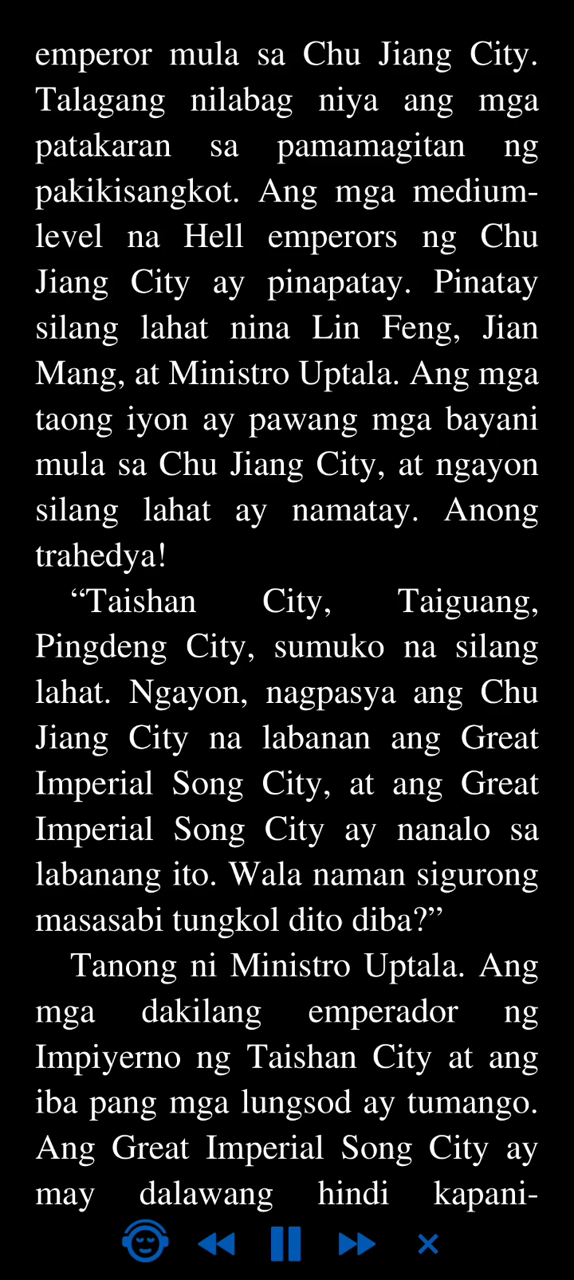 emperor mula sa Chu Jiang City.
Talagang nilabag niya ang mga
patakaran sa pamamagitan ng
pakikisangkot. Ang mga medium-
level na Hell emperors ng Chu
Jiang City ay pinapatay. Pinatay
silang lahat nina Lin Feng, Jian
Mang, at Ministro Uptala. Ang mga
taong iyon ay pawang mga bayani
mula sa Chu Jiang City, at ngayon
silang lahat ay namatay. Anong
trahedya!
“Taishan City, Taiguang,
Pingdeng City, sumuko na silang
lahat. Ngayon, nagpasya ang Chu
Jiang City na labanan ang Great
Imperial Song City, at ang Great
Imperial Song City ay nanalo sa
labanang ito. Wala naman sigurong
masasabi tungkol dito diba?”
Tanong ni Ministro Uptala. Ang
mga dakilang emperador ng
Impiyerno ng Taishan City at ang
iba pang mga lungsod ay tumango.
Ang Great Imperial Song City ay
may dalawang hindi kapani-